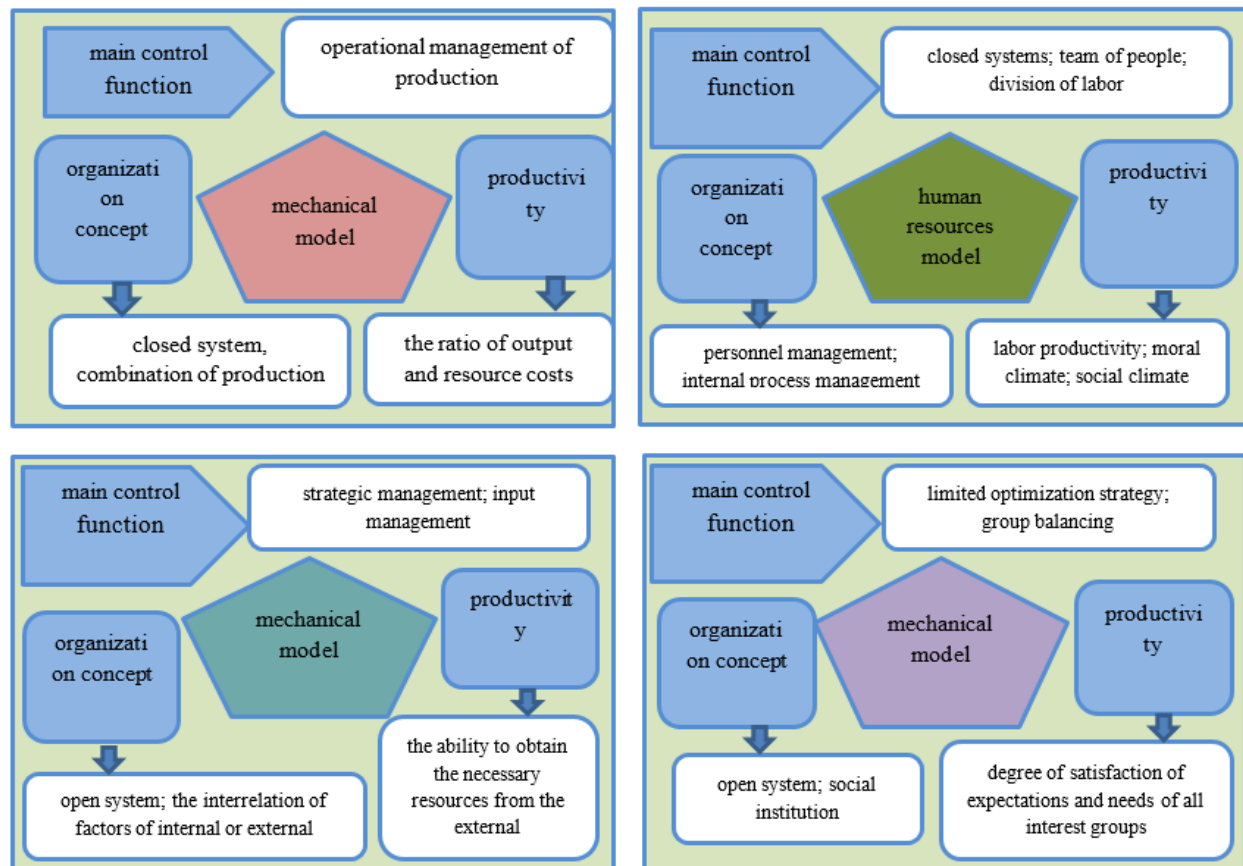 main control
function
operational management of
production
organizati
on
concept
mechanical
model
productivi
ty
closed system,
combination of production
the ratio of output
and resource costs
main control
function
closed systems; team of people;
division of labor
organizati
on
concept
human
resources
model
productivi
ty
personnel management;
internal process management
labor productivity; moral
climate; social climate
main control
function
strategic management; input
management
organizati
on concept
mechanical
model
productivit
y
open system; the interrelation of
factors of internal or external
the ability to obtain
the necessary
resources from the
external
main control
function
limited optimization strategy;
group balancing
organizati
on concept
mechanical
model
productivi
ty
open system; social
institution
degree of satisfaction of
expectations and needs of all
interest groups